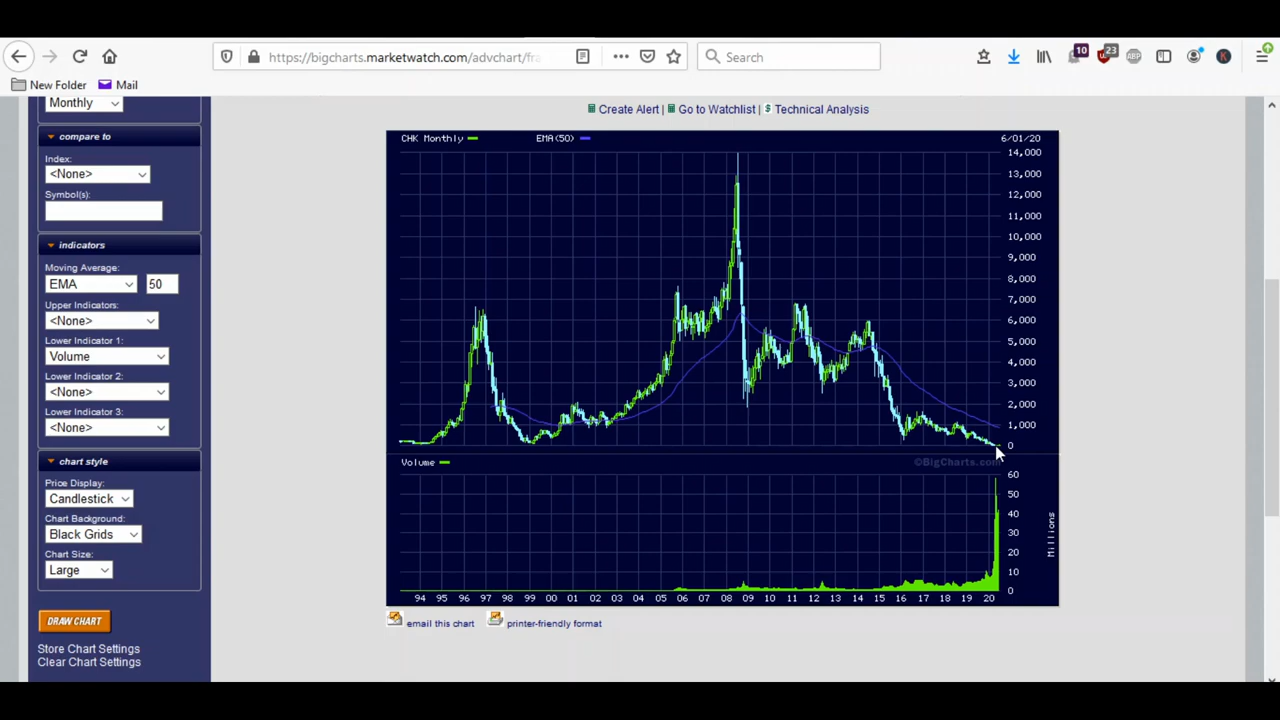 https://bigcharts.marketwatch.com/advchart/fra
Search
10
23
ABP
K
New Folder
Mail
Monthly
compare to
Index:
<None>
Symbol(s):
indicators
Moving Average:
EMA
50
Upper Indicators:
<None>
Lower Indicator 1:
Volume
Lower Indicator 2:
<None>
Lower Indicator 3:
<None>
chart style
Price Display:
Candlestick
Chart Background:
Black Grids
Chart Size:
Large
DRAW CHART
Store Chart Settings
Clear Chart Settings
Create Alert | Go to Watchlist | $ Technical Analysis
CHK Monthly EMA(50) 6/01/20
14,000
13,000
12,000
11,000
10,000
9,000
8,000
7,000
6,000
5,000
4,000
3,000
2,000
1,000
0
Volume
©BigCharts.com
60
50
40
30
20
10
0
Millions
94 95 96 97 98 99 00 01 02 03 04 05 06 07 08 09 10 11 12 13 14 15 16 17 18 19 20
email this chart printer-friendly format